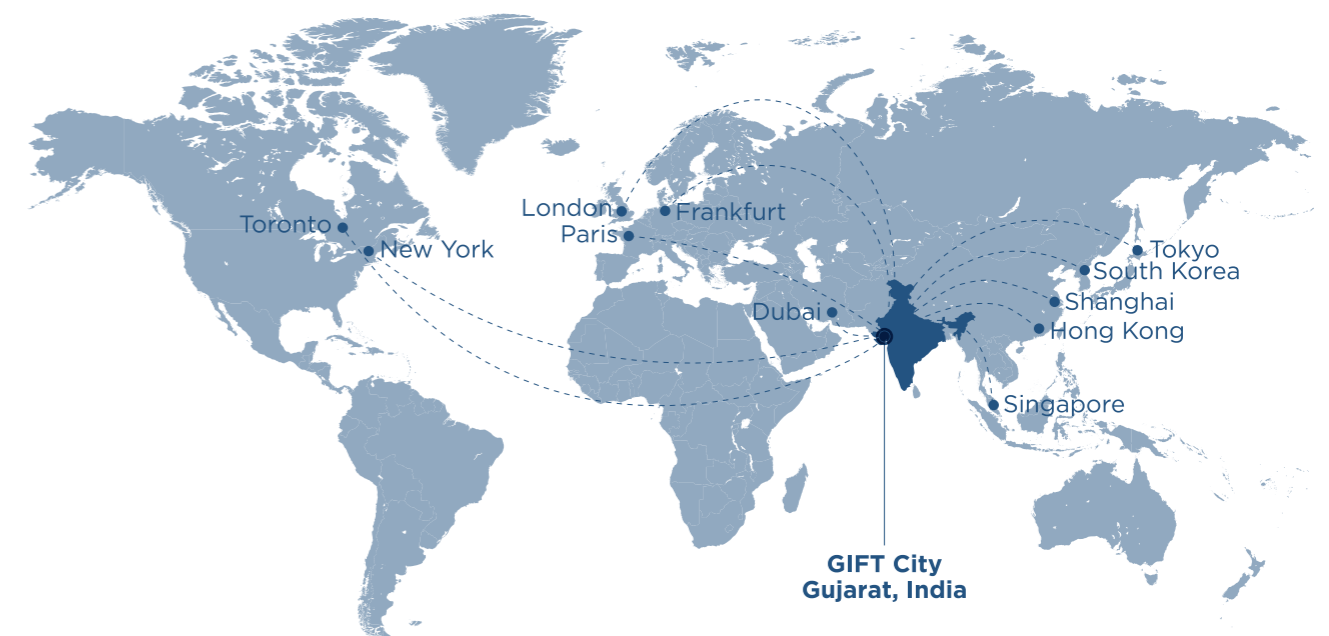 London
Frankfurt
Toronto
Paris
New York
Tokyo
South Korea
Dubai
Shanghai
Hong Kong
Singapore
GIFT City
Gujarat, India